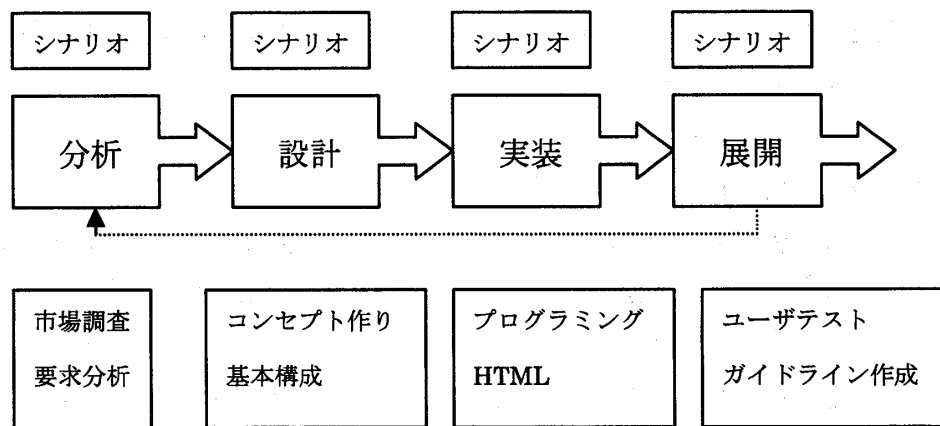 シナリオ
シナリオ
シナリオ
シナリオ
分析
設計
実装
展開
市場調査
要求分析
コンセプト作り
基本構成
プログラミング
HTML
ユーザテスト
ガイドライン作成